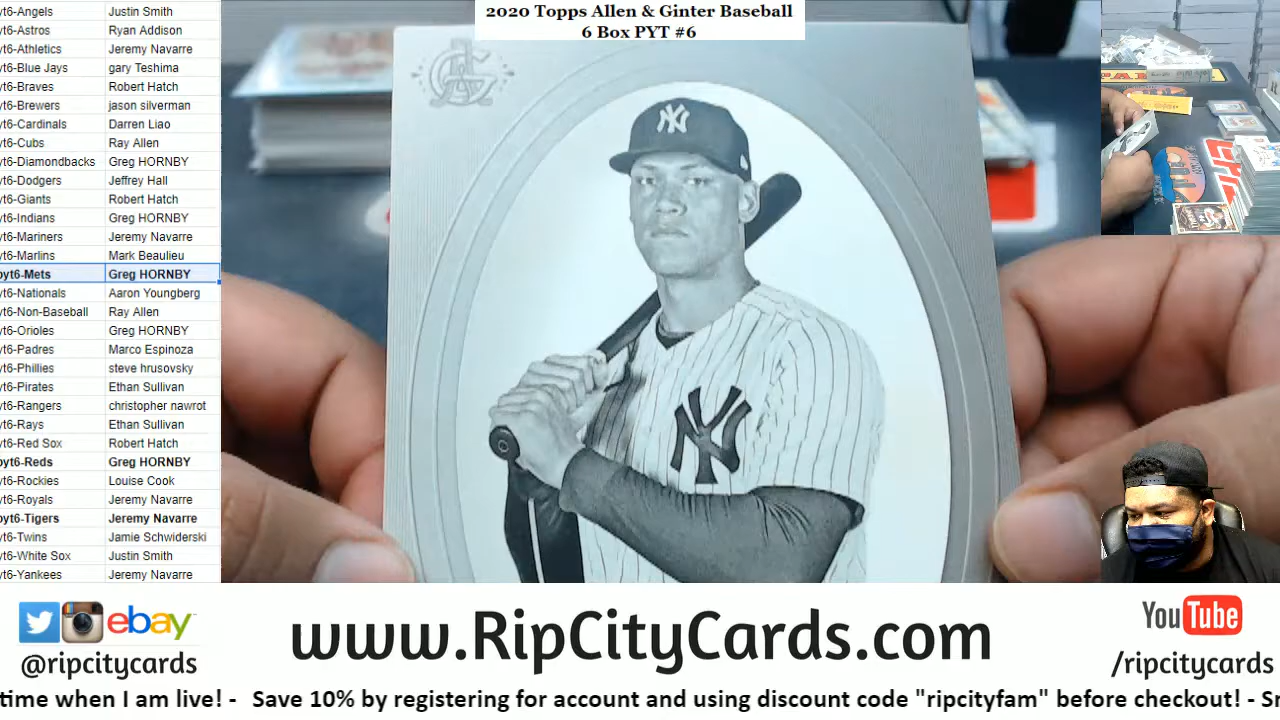 2020 Topps Allen & Ginter Baseball
6 Box PYT #6
yt6-Angels Justin Smith
yt6-Astros Ryan Addison
yt6-Athletics Jeremy Navarre
yt6-Blue Jays gary Teshima
yt6-Braves Robert Hatch
yt6-Brewers jason silverman
yt6-Cardinals Darren Liao
yt6-Cubs Ray Allen
yt6-Diamondbacks Greg HORNBY
yt6-Dodgers Jeffrey Hall
yt6-Giants Robert Hatch
yt6-Indians Greg HORNBY
yt6-Mariners Jeremy Navarre
yt6-Marlins Mark Beaulieu
pyt6-Mets Greg HORNBY
yt6-Nationals Aaron Youngberg
yt6-Non-Baseball Ray Allen
yt6-Orioles Greg HORNBY
yt6-Padres Marco Espinoza
yt6-Phillies steve hrusovsky
yt6-Pirates Ethan Sullivan
yt6-Rangers christopher nawrot
yt6-Rays Ethan Sullivan
yt6-Red Sox Robert Hatch
pyt6-Reds Greg HORNBY
yt6-Rockies Louise Cook
yt6-Royals Jeremy Navarre
pyt6-Tigers Jeremy Navarre
yt6-Twins Jamie Schwiderski
yt6-White Sox Justin Smith
yt6-Yankees Jeremy Navarre
NY
NY
ebay
@ripcitycards
www.RipCityCards.com
YouTube
/ripcitycards
time when I am live! - Save 10% by registering for account and using discount code "ripcityfam" before checkout! - Sr